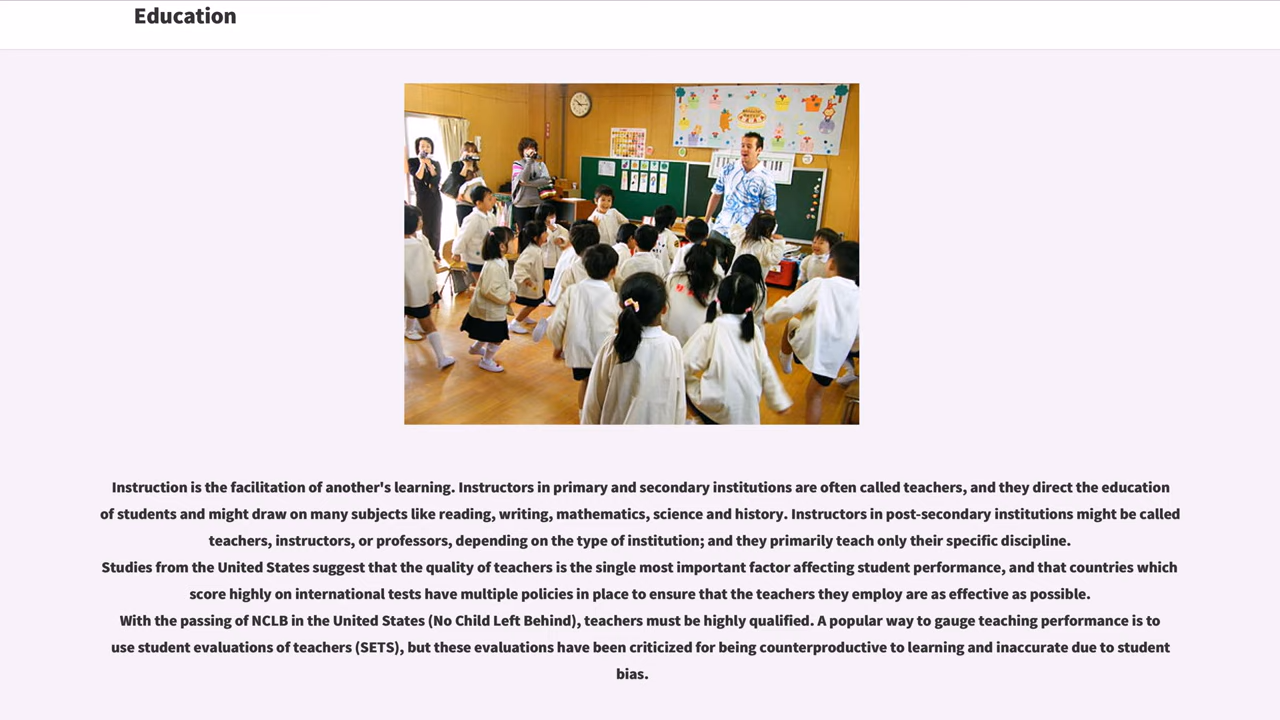 Education
Instruction is the facilitation of another's learning. Instructors in primary and secondary institutions are often called teachers, and they direct the education
of students and might draw on many subjects like reading, writing, mathematics, science and history. Instructors in post-secondary institutions might be called
teachers, instructors, or professors, depending on the type of institution; and they primarily teach only their specific discipline.
Studies from the United States suggest that the quality of teachers is the single most important factor affecting student performance, and that countries which
score highly on international tests have multiple policies in place to ensure that the teachers they employ are as effective as possible.
With the passing of NCLB in the United States (No Child Left Behind), teachers must be highly qualified. A popular way to gauge teaching performance is to
use student evaluations of teachers (SETS), but these evaluations have been criticized for being counterproductive to learning and inaccurate due to student
bias.